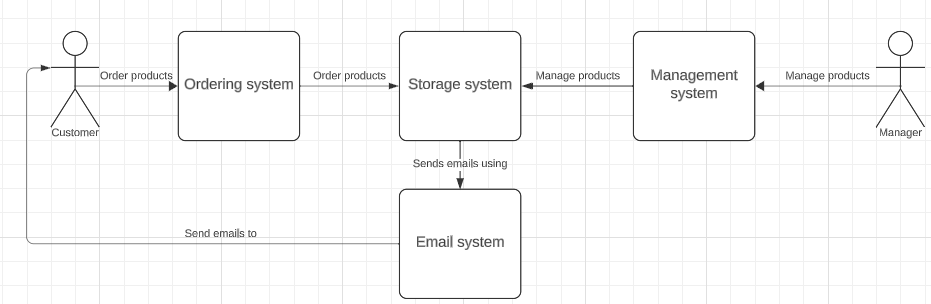 Order products
Ordering system
Order products
Storage system
Manage products
Management
system
Manage products
Customer
Manager
Sends emails using
Send emails to
Email system